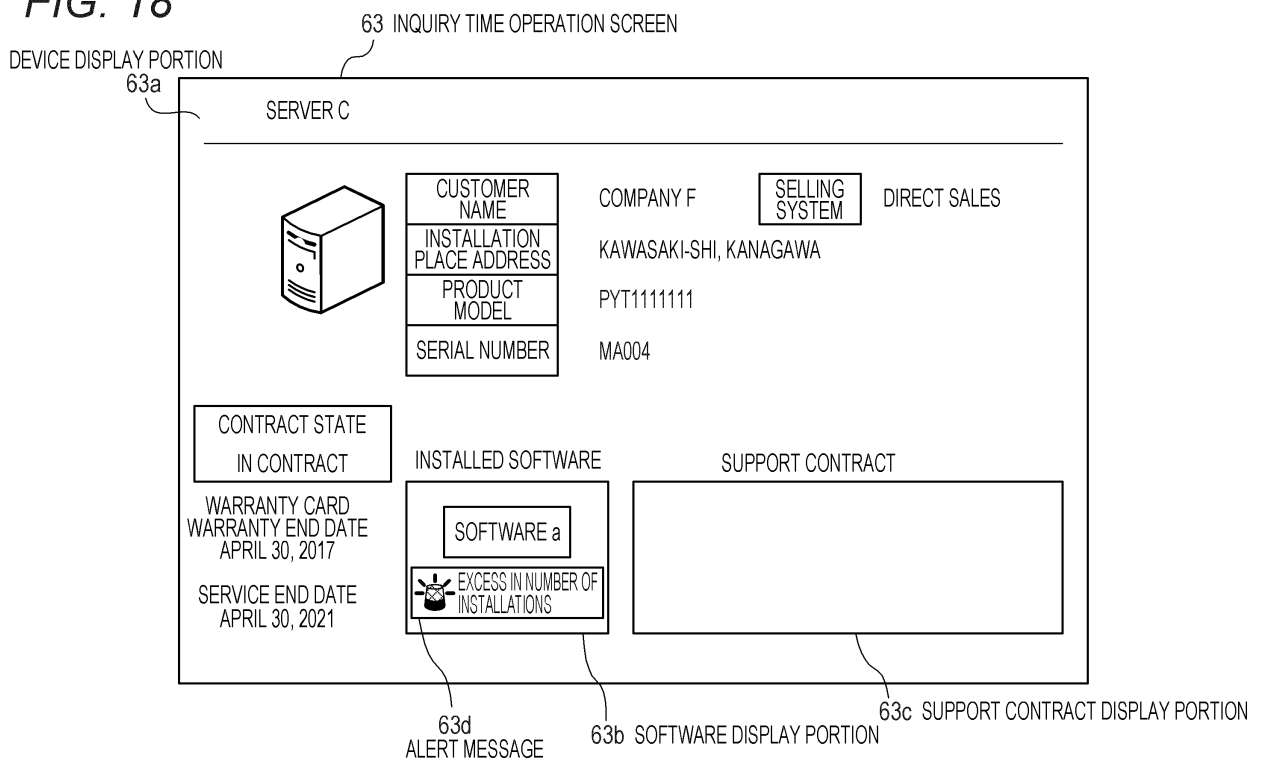 FIG. 18
63 INQUIRY TIME OPERATION SCREEN
DEVICE DISPLAY PORTION
63a
SERVER C
CUSTOMER
NAME
COMPANY F
SELLING
SYSTEM
DIRECT SALES
INSTALLATION
PLACE ADDRESS
KAWASAKI-SHI, KANAGAWA
PRODUCT
MODEL
PYT1111111
SERIAL NUMBER
MA004
CONTRACT STATE
IN CONTRACT
WARRANTY CARD
WARRANTY END DATE
APRIL 30, 2017
SERVICE END DATE
APRIL 30, 2021
INSTALLED SOFTWARE
SOFTWARE a
EXCESS IN NUMBER OF
INSTALLATIONS
SUPPORT CONTRACT
63d
ALERT MESSAGE
63b SOFTWARE DISPLAY PORTION
63c SUPPORT CONTRACT DISPLAY PORTION